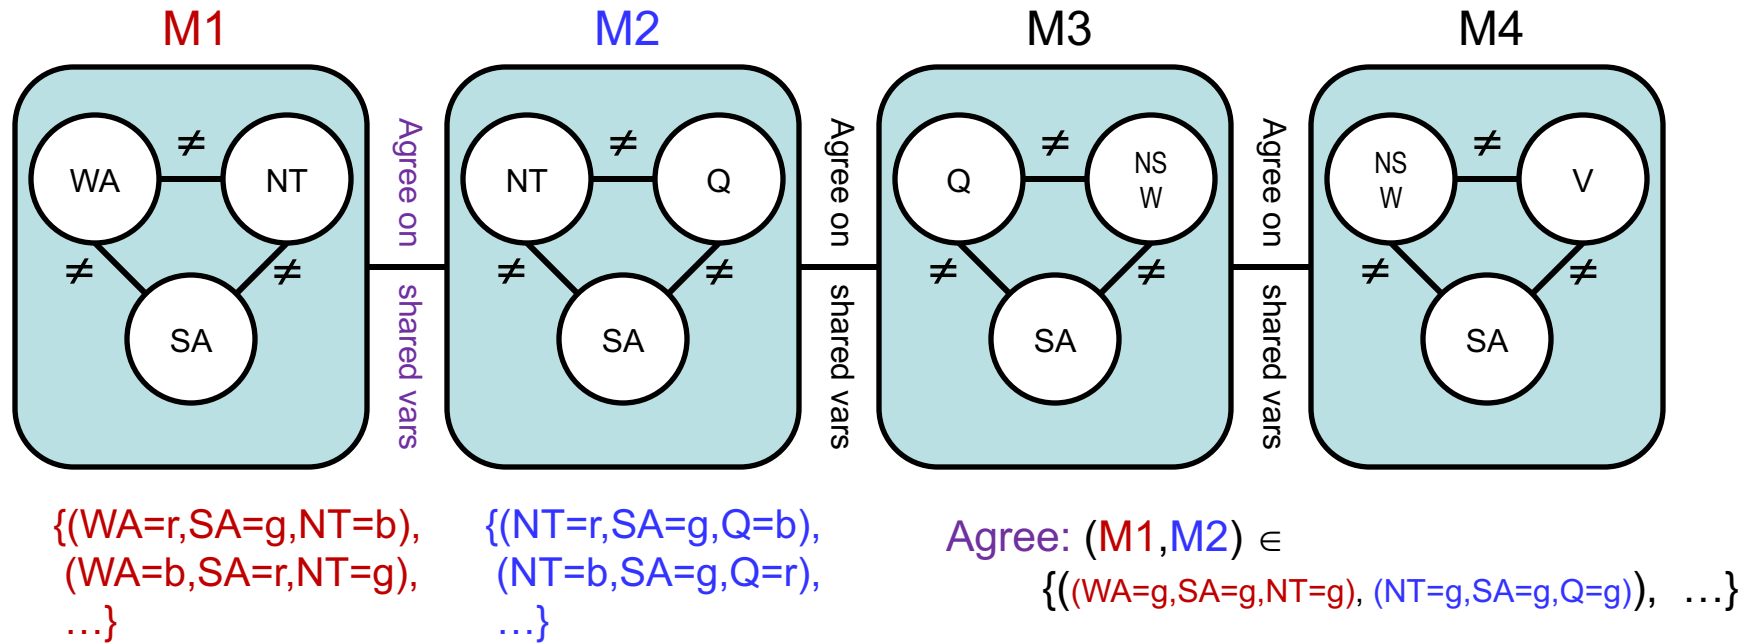 M1
M2
M3
M4
WA
≠
NT
≠
≠
SA
Agree on
shared vars
NT
≠
Q
≠
≠
SA
Agree on
shared vars
Q
≠
NS
W
≠
≠
SA
Agree on
shared vars
NS
W
≠
V
≠
≠
SA
{(WA=r,SA=g,NT=b),
(WA=b,SA=r,NT=g),
…}
{(NT=r,SA=g,Q=b),
(NT=b,SA=g,Q=r),
…}
Agree: (M1,M2) ∈
{((WA=g,SA=g,NT=g), (NT=g,SA=g,Q=g)), …}